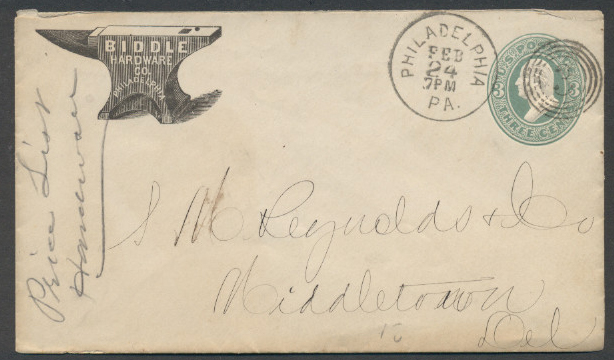 BIDDLE
HARDWARE
CO.
PHILADELPHIA
PHILADELPHIA
FEB
24
7PM
PA.
U.S. POSTAGE
3 3
THREE CENTS
Price List
Hardware
S M Reynolds & Co
Middletown
Del